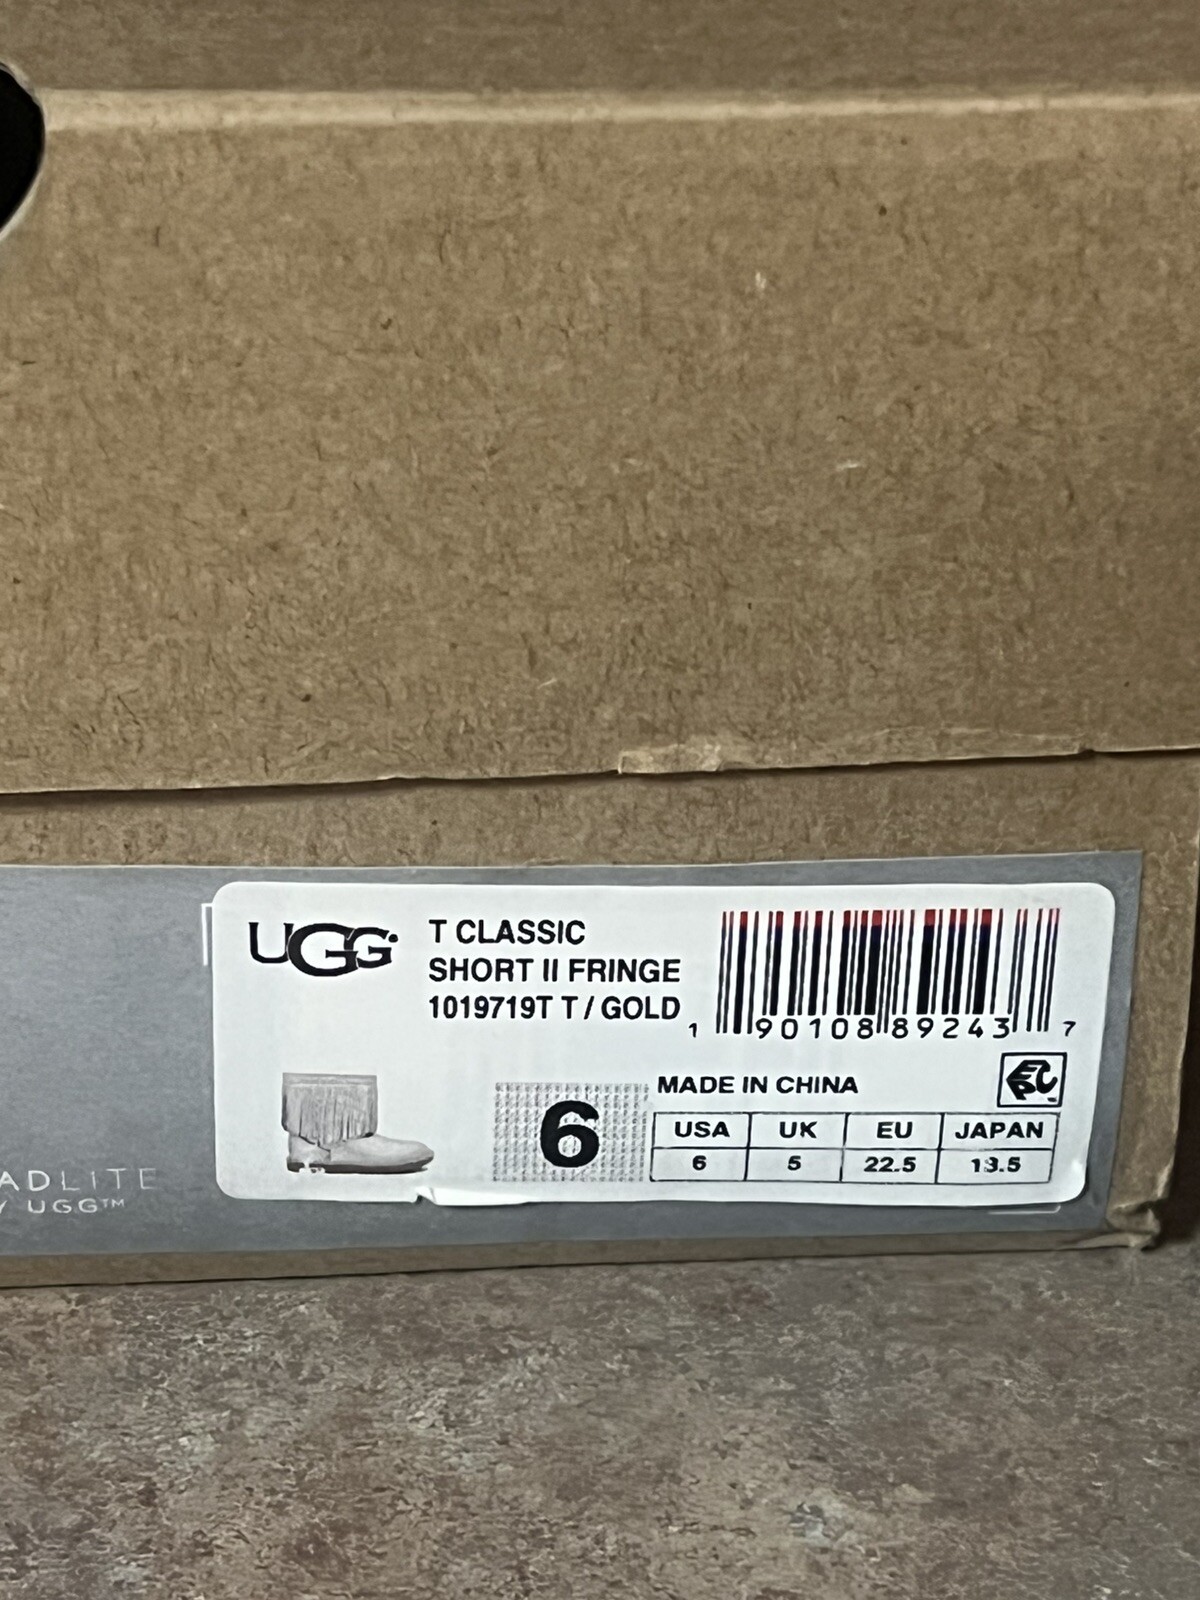 UGG
T CLASSIC
SHORT II FRINGE
1019719T T / GOLD
1 90108 89243 7
MADE IN CHINA
6
USA UK EU JAPAN
6 5 22.5 13.5
ADLITE
Y UGG™